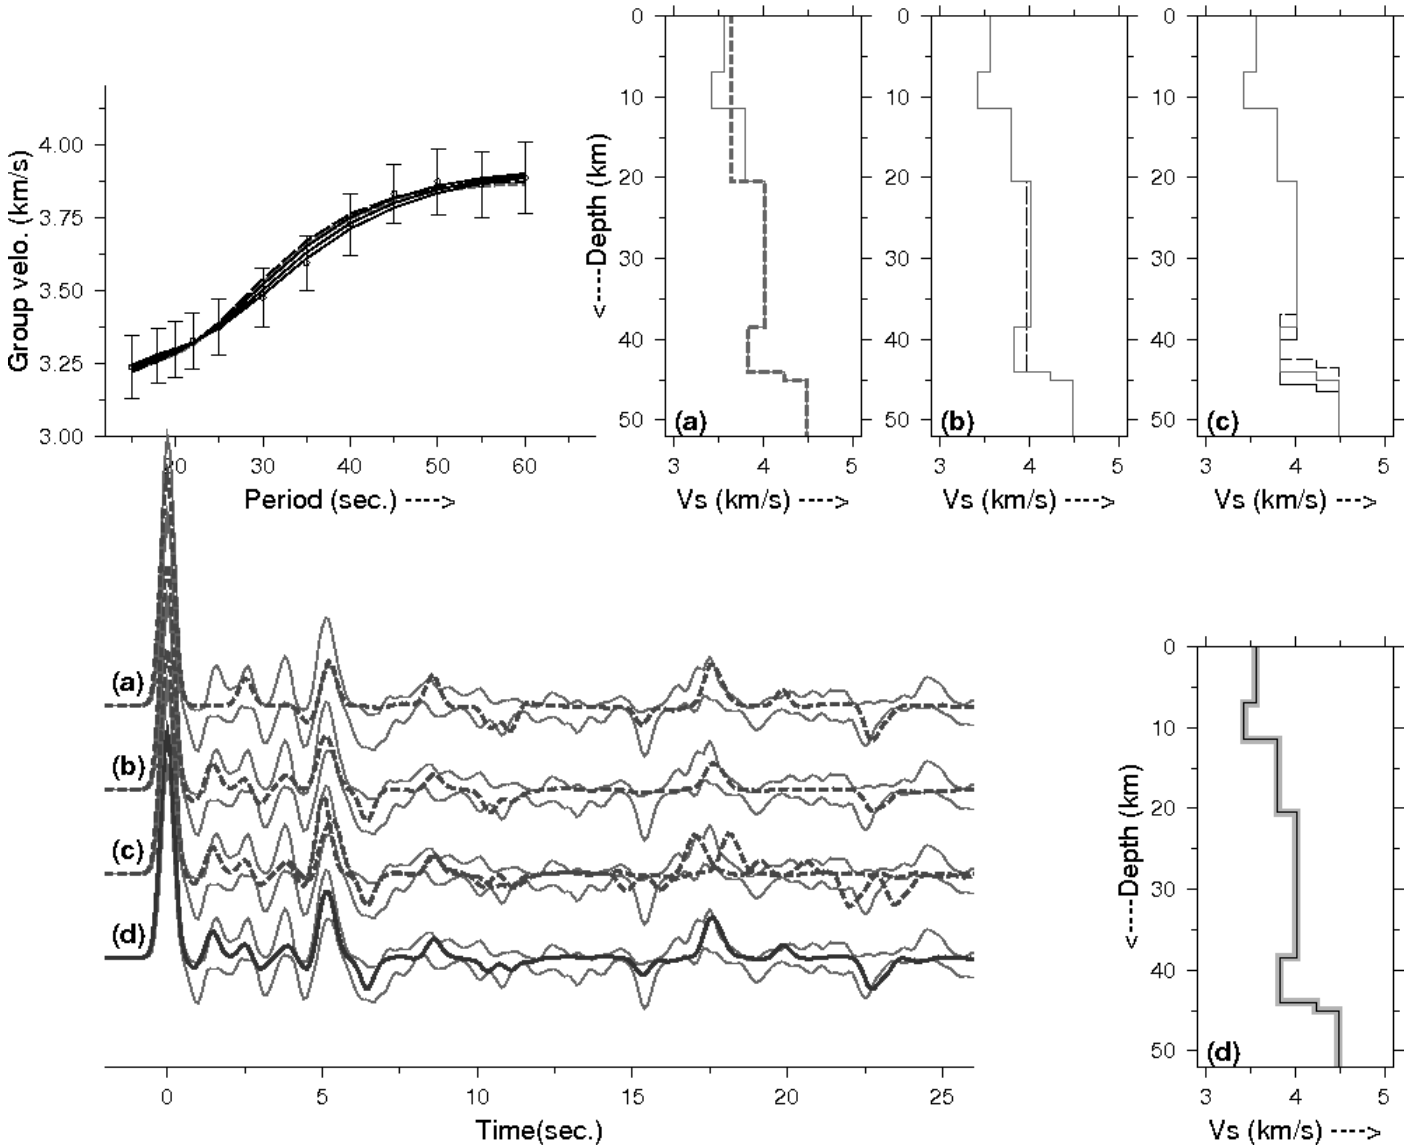 Group velo. (km/s)
4.00
3.75
3.50
3.25
3.00
20 30 40 50 60
Period (sec.) ---->
<----Depth (km)
0
10
20
30
40
50
(a)
3 4 5
Vs (km/s) ---->
0
10
20
30
40
50
(b)
3 4 5
Vs (km/s) ---->
0
10
20
30
40
50
(c)
3 4 5
Vs (km/s) ---->
(a)
(b)
(c)
(d)
0 5 10 15 20 25
Time(sec.)
<----Depth (km)
0
10
20
30
40
50
(d)
3 4 5
Vs (km/s) ---->